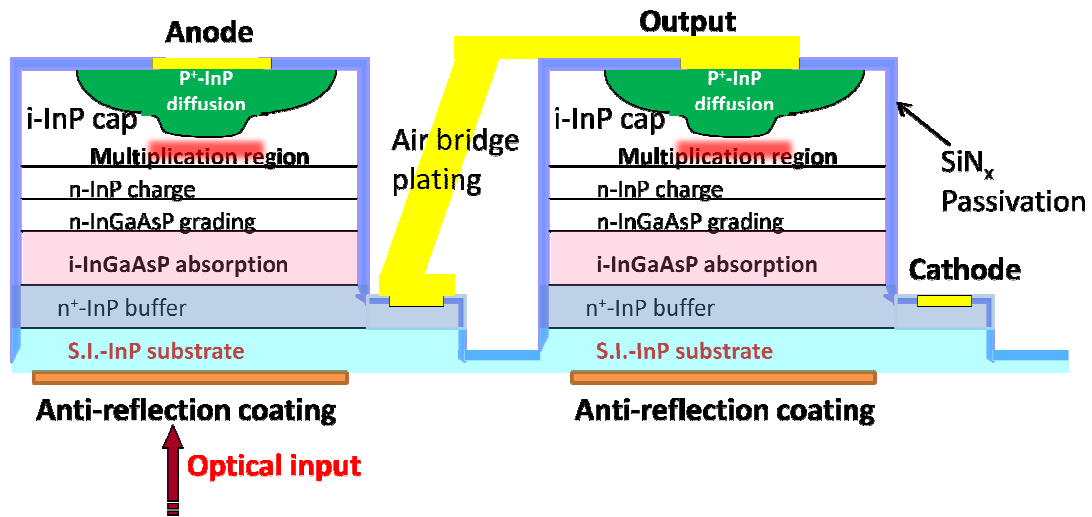 Anode
P⁺-InP
diffusion
i-InP cap
Multiplication region
n-InP charge
n-InGaAsP grading
i-InGaAsP absorption
n⁺-InP buffer
S.I.-InP substrate
Anti-reflection coating
Optical input
Air bridge
plating
Output
P⁺-InP
diffusion
i-InP cap
Multiplication region
n-InP charge
n-InGaAsP grading
i-InGaAsP absorption
n⁺-InP buffer
S.I.-InP substrate
Anti-reflection coating
SiNₓ
Passivation
Cathode